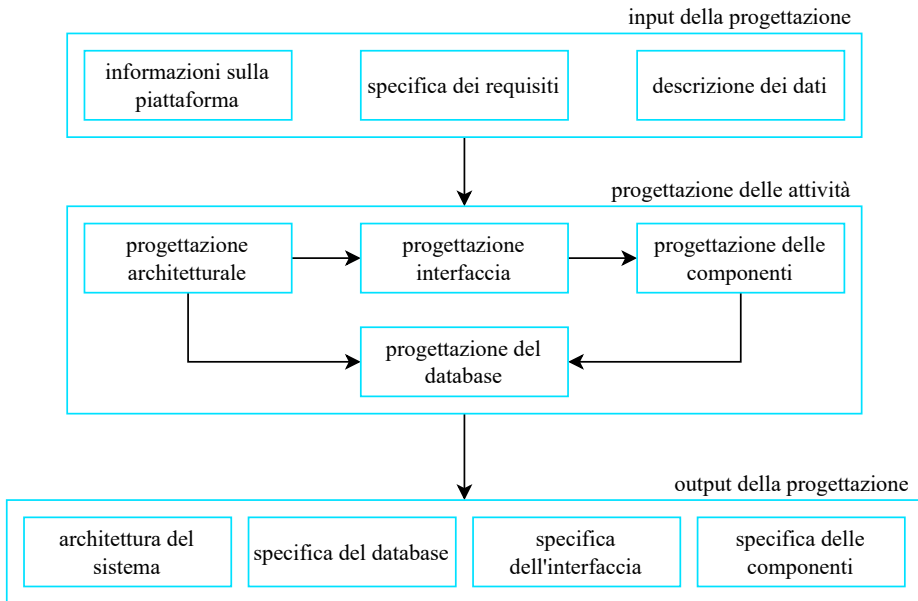 input della progettazione
informazioni sulla
piattaforma
specifica dei requisiti
descrizione dei dati
progettazione delle attività
progettazione
architetturale
progettazione
interfaccia
progettazione delle
componenti
progettazione del
database
output della progettazione
architettura del
sistema
specifica del database
specifica
dell'interfaccia
specifica delle
componenti